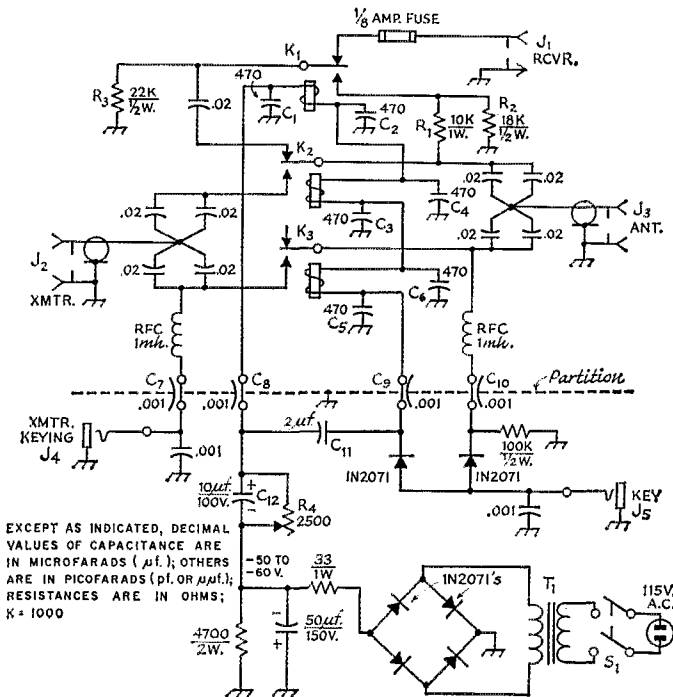 1/8 AMP. FUSE
J1
RCVR.
K1
470
C1
470
C2
R3
22K
1/2W.
.02
R1
10K
1W.
R2
18K
1/2W.
K2
.02
.02
.02
.02
470
C3
470
C4
J3
ANT.
J2
XMTR.
.02
.02
K3
.02
.02
470
C5
470
C6
RFC
1mh.
RFC
1mh.
C7
C8
C9
C10
Partition
.001
.001
.001
.001
XMTR.
KEYING
J4
.001
2µf.
C11
1N2071
1N2071
100K
1/2W.
.001
KEY
J5
10µf.
100V.
+
-
C12
R4
2500
EXCEPT AS INDICATED, DECIMAL
VALUES OF CAPACITANCE ARE
IN MICROFARADS (µf.); OTHERS
ARE IN PICOFARADS (pf. OR µµf.);
RESISTANCES ARE IN OHMS;
K = 1000
-50 TO
-60 V.
33
1W
1N2071's
T1
115V.
A.C.
S1
4700
2W.
-
50µf.
150V.
+